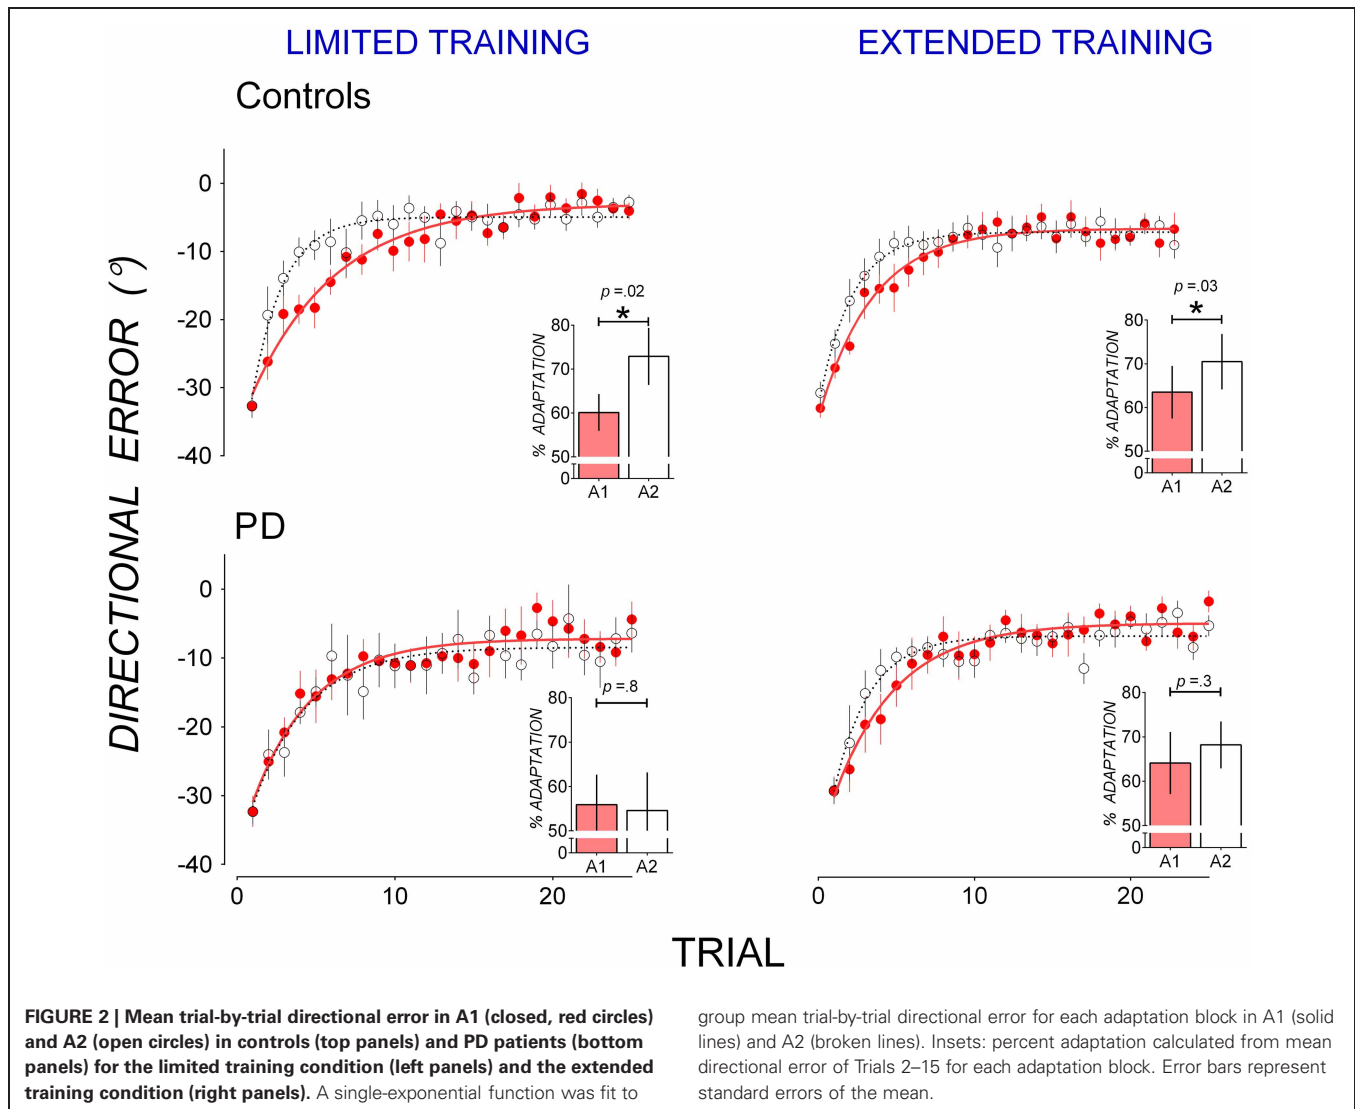 LIMITED TRAINING
EXTENDED TRAINING
Controls
DIRECTIONAL ERROR (°)
0
-10
-20
-30
-40
p =.02
*
% ADAPTATION
80
70
60
50
0
A1 A2
p =.03
*
% ADAPTATION
80
70
60
50
0
A1 A2
PD
0
-10
-20
-30
-40
p =.8
% ADAPTATION
80
70
60
50
0
A1 A2
p =.3
% ADAPTATION
80
70
60
50
0
A1 A2
0 10 20
0 10 20
TRIAL
FIGURE 2 | Mean trial-by-trial directional error in A1 (closed, red circles)
and A2 (open circles) in controls (top panels) and PD patients (bottom
panels) for the limited training condition (left panels) and the extended
training condition (right panels). A single-exponential function was fit to
group mean trial-by-trial directional error for each adaptation block in A1 (solid
lines) and A2 (broken lines). Insets: percent adaptation calculated from mean
directional error of Trials 2–15 for each adaptation block. Error bars represent
standard errors of the mean.